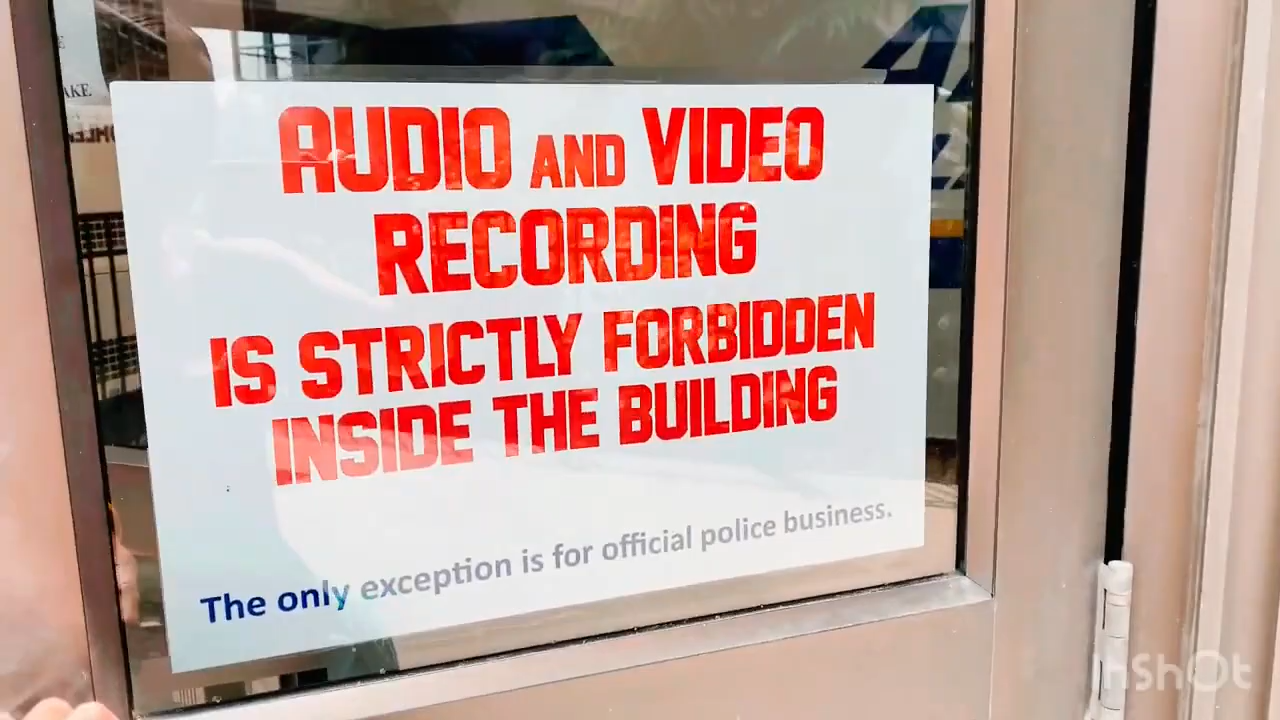 AUDIO AND VIDEO
RECORDING
IS STRICTLY FORBIDDEN
INSIDE THE BUILDING
The only exception is for official police business.
InShOt